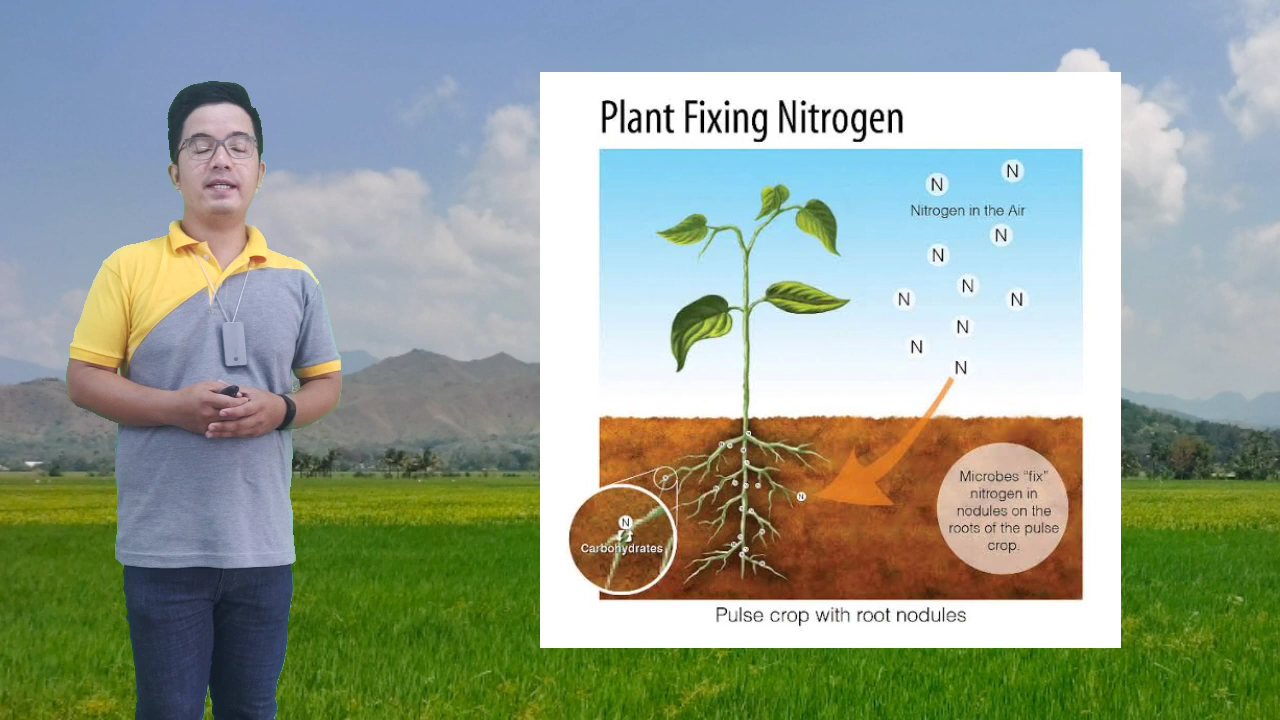 Plant Fixing Nitrogen
N
N
Nitrogen in the Air
N
N
N
N
N
N
N
N
N
N
Carbohydrates
Microbes "fix"
nitrogen in
nodules on the
roots of the pulse
crop.
Pulse crop with root nodules